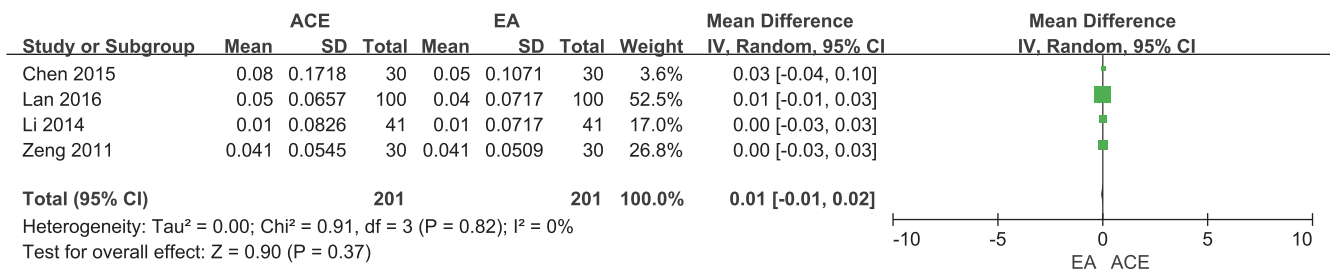 ACE EA Mean Difference Mean Difference
Study or Subgroup Mean SD Total Mean SD Total Weight IV, Random, 95% CI IV, Random, 95% CI
Chen 2015 0.08 0.1718 30 0.05 0.1071 30 3.6% 0.03 [-0.04, 0.10]
Lan 2016 0.05 0.0657 100 0.04 0.0717 100 52.5% 0.01 [-0.01, 0.03]
Li 2014 0.01 0.0826 41 0.01 0.0717 41 17.0% 0.00 [-0.03, 0.03]
Zeng 2011 0.041 0.0545 30 0.041 0.0509 30 26.8% 0.00 [-0.03, 0.03]
Total (95% CI) 201 201 100.0% 0.01 [-0.01, 0.02]
Heterogeneity: Tau² = 0.00; Chi² = 0.91, df = 3 (P = 0.82); I² = 0%
Test for overall effect: Z = 0.90 (P = 0.37)
-10 -5 0 5 10
EA ACE